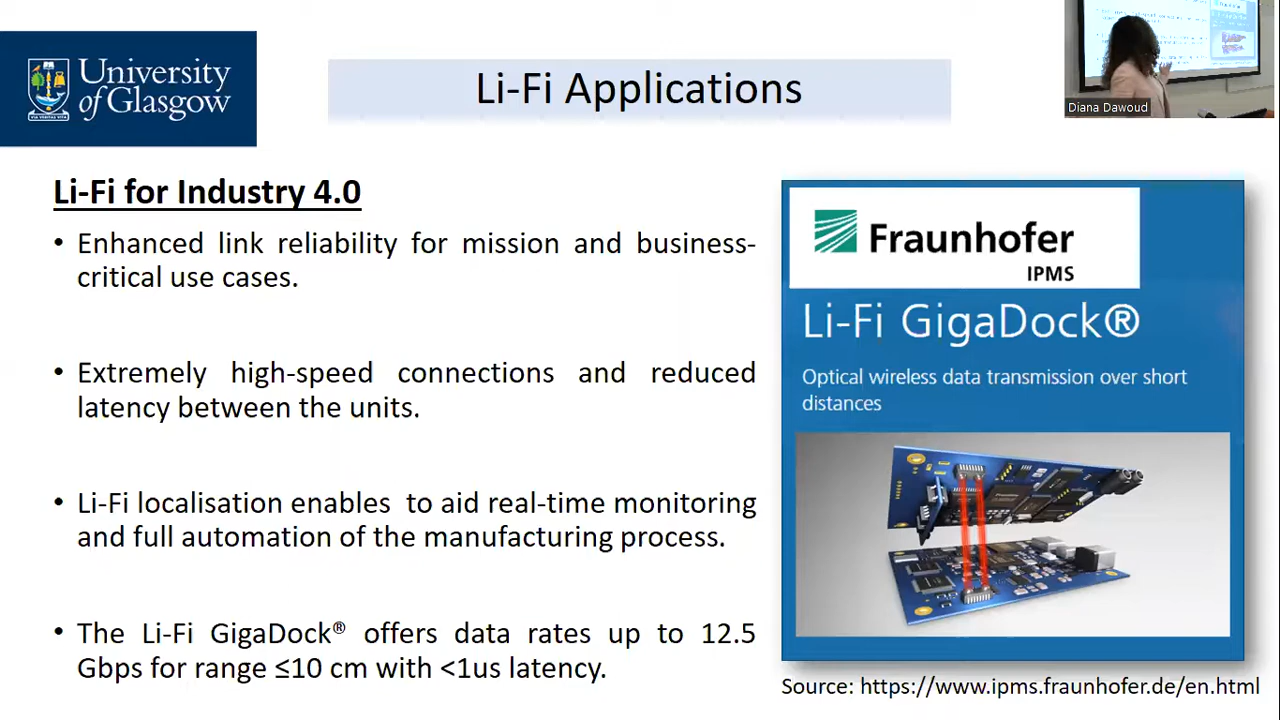 University
of Glasgow
VIA VERITAS VITA
Li-Fi Applications
Diana Dawoud
Li-Fi for Industry 4.0
• Enhanced link reliability for mission and business-
critical use cases.
• Extremely high-speed connections and reduced
latency between the units.
• Li-Fi localisation enables to aid real-time monitoring
and full automation of the manufacturing process.
• The Li-Fi GigaDock® offers data rates up to 12.5
Gbps for range ≤10 cm with <1us latency.
Fraunhofer
IPMS
Li-Fi GigaDock®
Optical wireless data transmission over short
distances
Fraunhofer
Source: https://www.ipms.fraunhofer.de/en.html